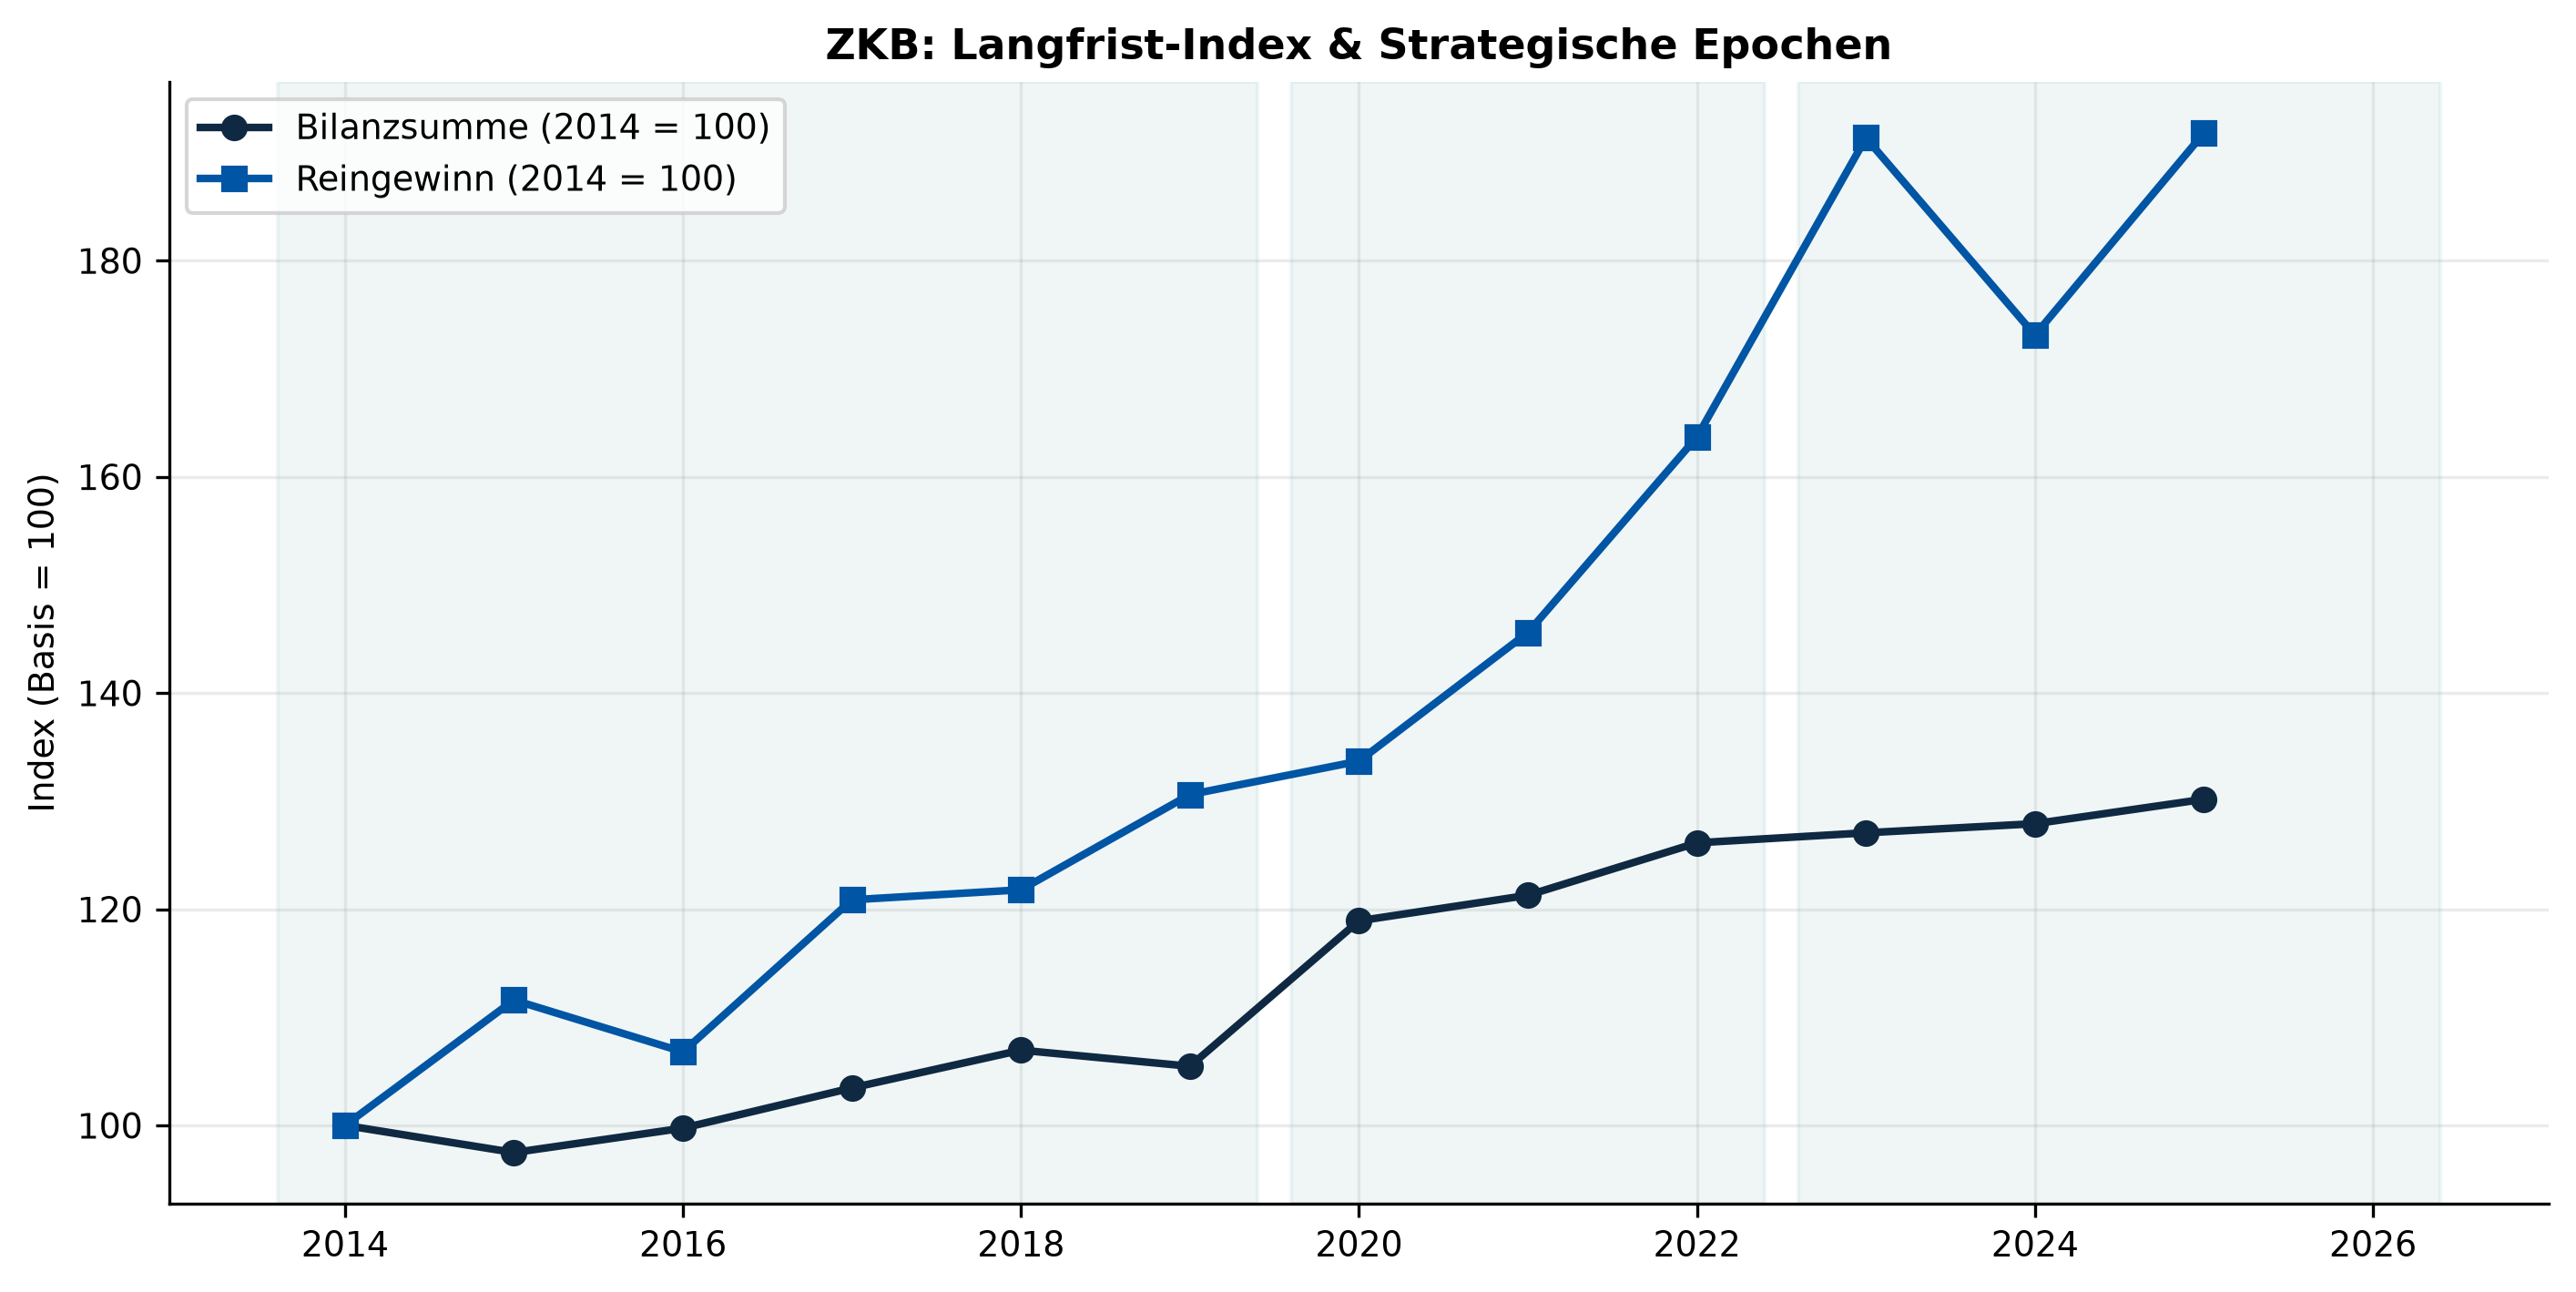 ZKB: Langfrist-Index & Strategische Epochen
Bilanzsumme (2014 = 100)
Reingewinn (2014 = 100)
Index (Basis = 100)
180
160
140
120
100
2014 2016 2018 2020 2022 2024 2026